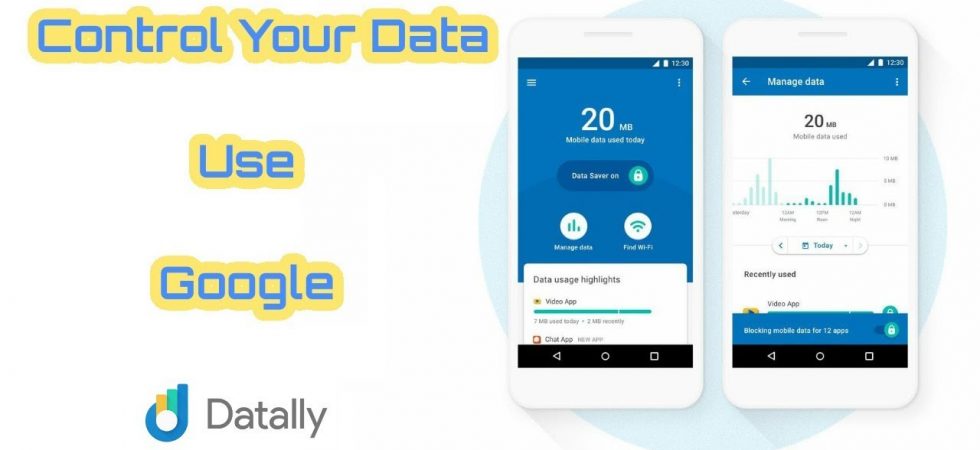 Control Your Data
Use
Google
Datally
12:30
20 MB
Mobile data used today
Data Saver on
Manage data
Find Wi-Fi
Data usage highlights
Video App
7 MB used today • 2 MB recently
Chat App NEW APP
12:30
Manage data
20 MB
Mobile data used
10 MB
5 MB
0 MB
sterday
12AM
Morning
12PM
Noon
12AM
Night
Today
Recently used
Video App
Blocking mobile data for 12 apps